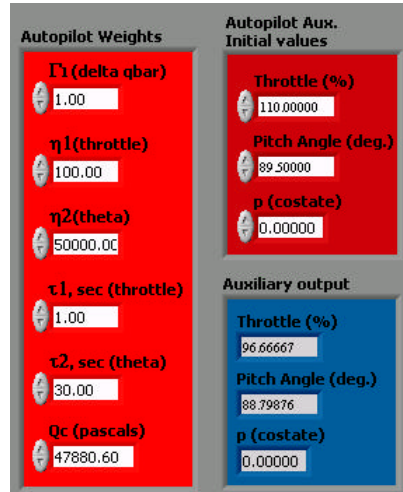 Autopilot Weights
Γ1 (delta qbar)
1.00
η1(throttle)
100.00
η2(theta)
50000.00
τ1, sec (throttle)
1.00
τ2, sec (theta)
30.00
Qc (pascals)
47880.60
Autopilot Aux.
Initial values
Throttle (%)
110.00000
Pitch Angle (deg.)
89.50000
p (costate)
0.00000
Auxiliary output
Throttle (%)
96.66667
Pitch Angle (deg.)
88.79876
p (costate)
0.00000